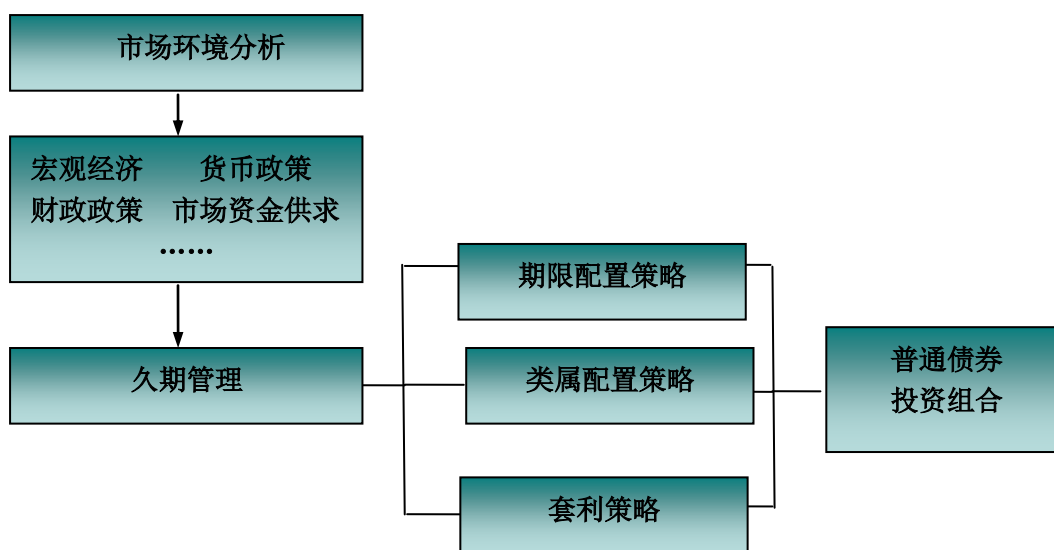 市场环境分析
宏观经济 货币政策
财政政策 市场资金供求
……
久期管理
期限配置策略
类属配置策略
套利策略
普通债券
投资组合